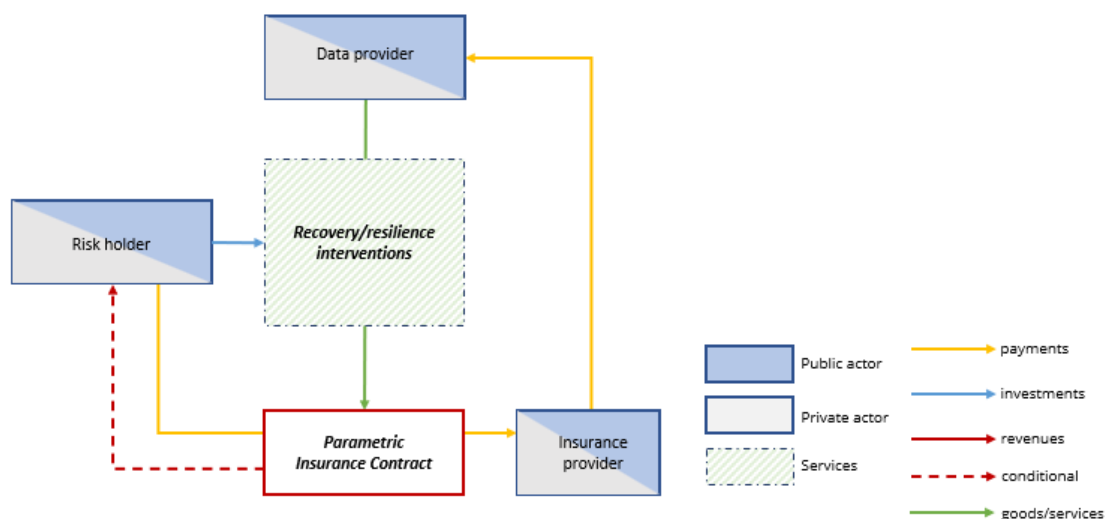 Data provider
Risk holder
Recovery/resilience
interventions
Parametric
Insurance Contract
Insurance
provider
Public actor
Private actor
Services
payments
investments
revenues
conditional
goods/services